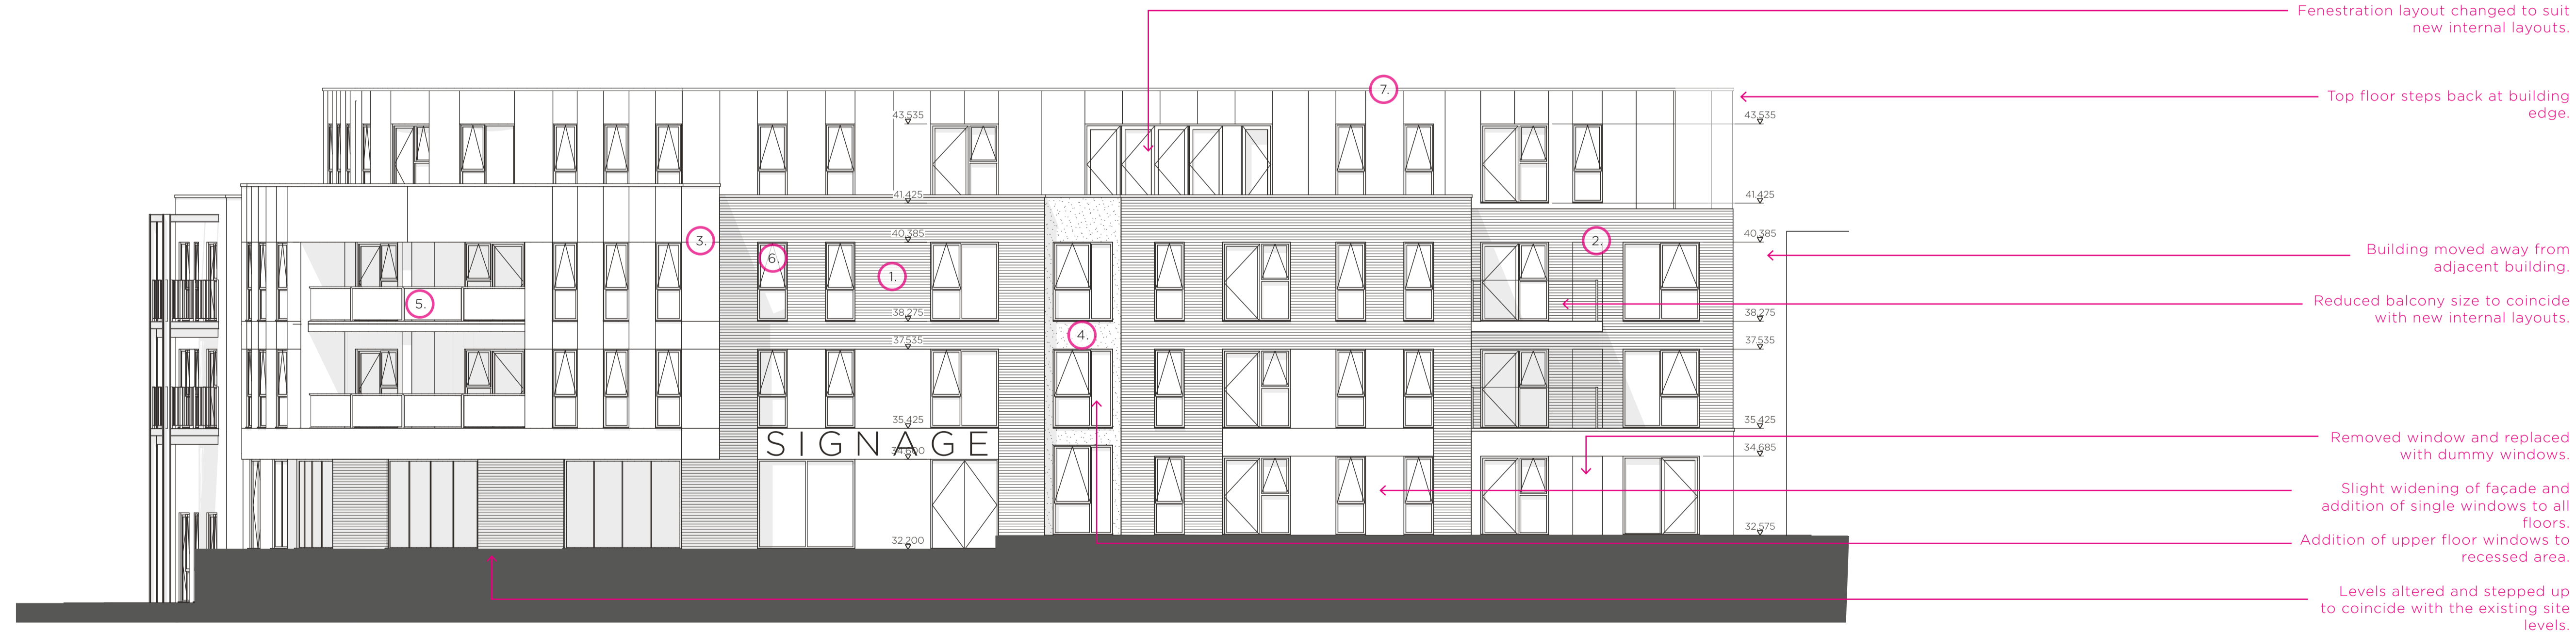 Fenestration layout changed to suit
new internal layouts.
7.
Top floor steps back at building
edge.
43,535
43,535
41,425
41,425
3.
40,385
2.
40,385
Building moved away from
adjacent building.
6.
1.
5.
Reduced balcony size to coincide
with new internal layouts.
38,275
38,275
4.
37,535
37,535
35,425
35,425
SIGNAGE
34,600
34,685
Removed window and replaced
with dummy windows.
Slight widening of façade and
addition of single windows to all
floors.
32,575
32,200
Addition of upper floor windows to
recessed area.
Levels altered and stepped up
to coincide with the existing site
levels.